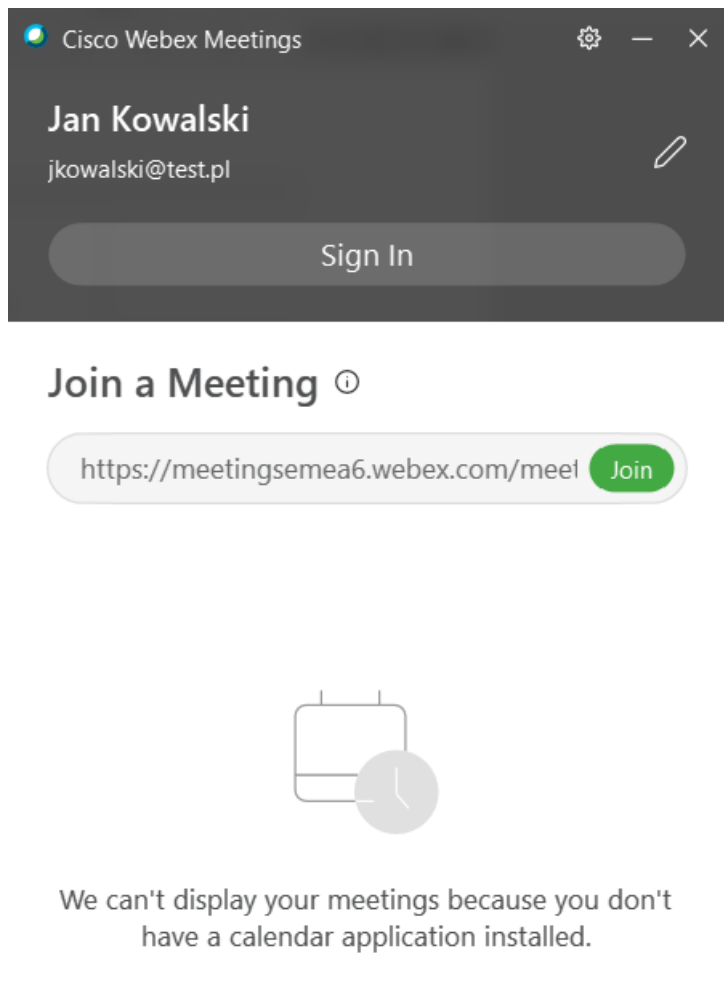 Cisco Webex Meetings
Jan Kowalski
jkowalski@test.pl
Sign In
Join a Meeting
https://meetingsemea6.webex.com/meet Join
We can't display your meetings because you don't
have a calendar application installed.